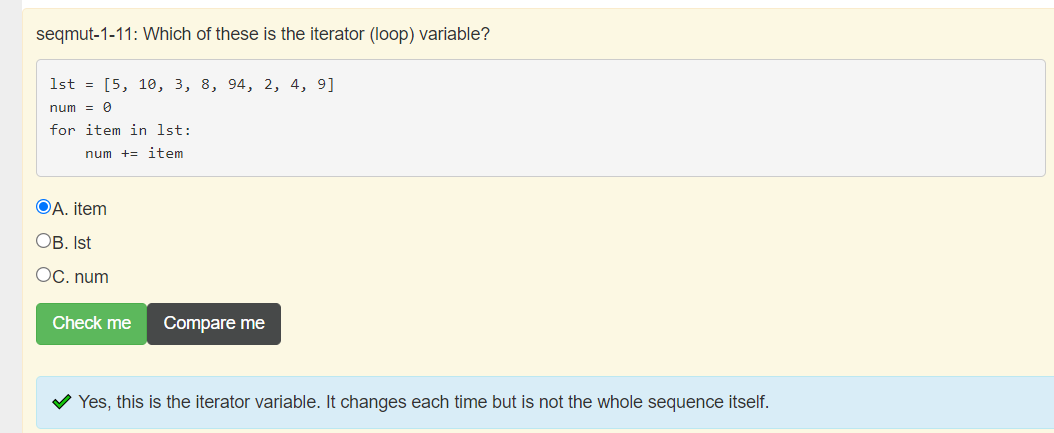 seqmut-1-11: Which of these is the iterator (loop) variable?
lst = [5, 10, 3, 8, 94, 2, 4, 9]
num = 0
for item in lst:
    num += item
A. item
B. lst
C. num
Check me Compare me
Yes, this is the iterator variable. It changes each time but is not the whole sequence itself.